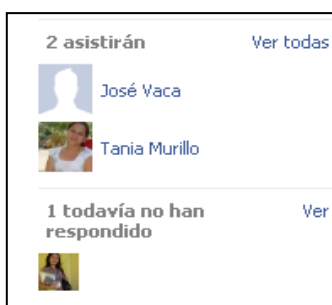 2 asistirán Ver todas
José Vaca
Tania Murillo
1 todavía no han Ver
respondido